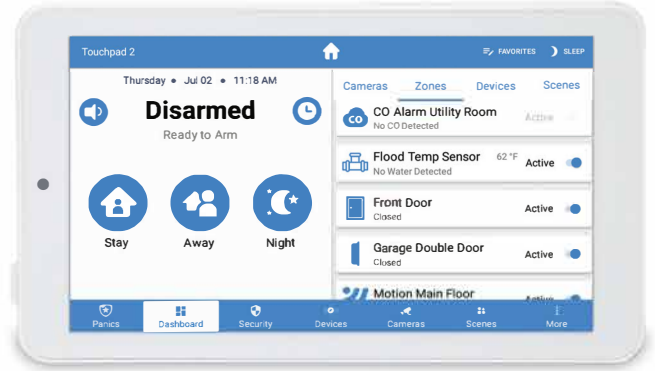 Touchpad 2
FAVORITES
SLEEP
Thursday • Jul 02 • 11:18 AM
Disarmed
Ready to Arm
Stay
Away
Night
Cameras Zones Devices Scenes
CO
CO Alarm Utility Room
No CO Detected
Active
Flood Temp Sensor
62 °F
Active
No Water Detected
Front Door
Closed
Active
Garage Double Door
Closed
Active
Motion Main Floor
Active
Panics Dashboard Security Devices Cameras Scenes More